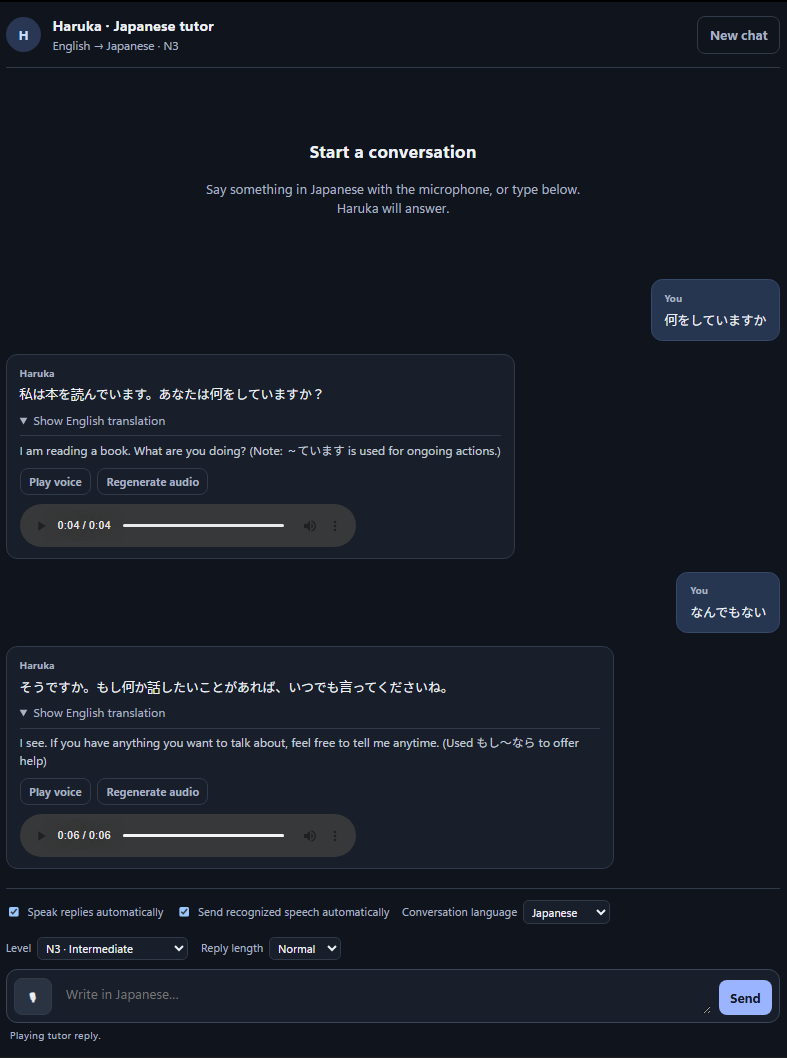 H
Haruka · Japanese tutor
English → Japanese · N3
New chat
Start a conversation
Say something in Japanese with the microphone, or type below.
Haruka will answer.
You
何をしていますか
Haruka
私は本を読んでいます。あなたは何をしていますか？
▼ Show English translation
I am reading a book. What are you doing? (Note: ～ています is used for ongoing actions.)
Play voice
Regenerate audio
0:04 / 0:04
You
なんでもない
Haruka
そうですか。もし何か話したいことがあれば、いつでも言ってくださいね。
▼ Show English translation
I see. If you have anything you want to talk about, feel free to tell me anytime. (Used もし〜なら to offer
help)
Play voice
Regenerate audio
0:06 / 0:06
Speak replies automatically
Send recognized speech automatically
Conversation language
Japanese
Level
N3 · Intermediate
Reply length
Normal
Write in Japanese...
Send
Playing tutor reply.